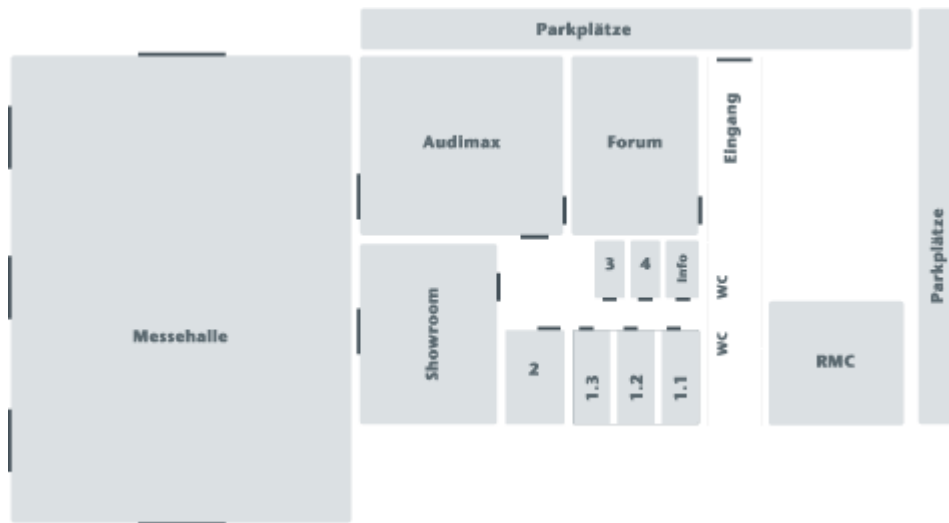 Parkplätze
Audimax
Forum
Eingang
Parkplätze
3
4
Info
WC
Messehalle
Showroom
WC
2
1.3
1.2
1.1
RMC